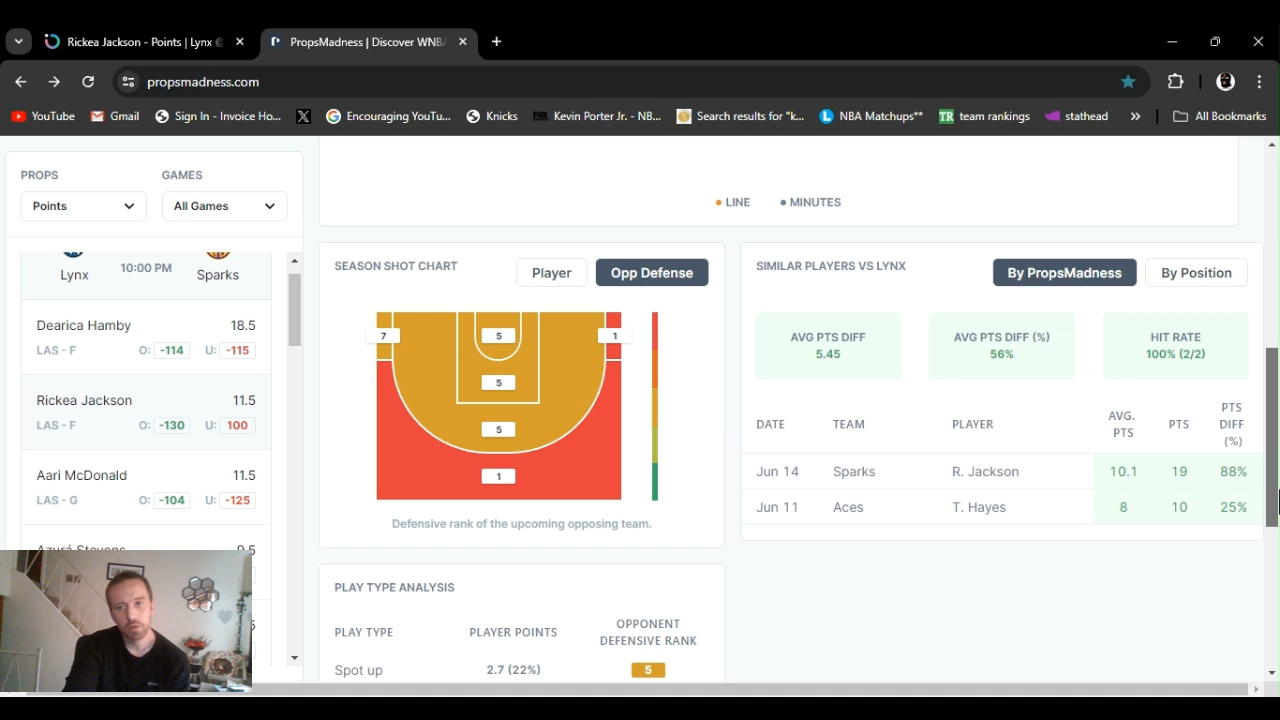 Rickea Jackson - Points | Lynx @
PropsMadness | Discover WNBA
propsmadness.com
YouTube
Gmail
Sign In - Invoice Ho...
Encouraging YouTu...
Knicks
Kevin Porter Jr. - NB...
Search results for "k...
NBA Matchups**
TR
team rankings
stathead
All Bookmarks
PROPS
GAMES
Points
All Games
Lynx
10:00 PM
Sparks
Dearica Hamby 18.5
LAS - F O: -114 U: -115
Rickea Jackson 11.5
LAS - F O: -130 U: 100
Aari McDonald 11.5
LAS - G O: -104 U: -125
Azurá Stevens 9.5
LINE MINUTES
SEASON SHOT CHART
Player
Opp Defense
7 5 1
5
5
1
Defensive rank of the upcoming opposing team.
PLAY TYPE ANALYSIS
PLAY TYPE PLAYER POINTS OPPONENT
DEFENSIVE RANK
Spot up 2.7 (22%) 5
SIMILAR PLAYERS VS LYNX
By PropsMadness
By Position
AVG PTS DIFF
5.45
AVG PTS DIFF (%)
56%
HIT RATE
100% (2/2)
DATE TEAM PLAYER AVG.
PTS PTS PTS
DIFF
(%)
Jun 14 Sparks R. Jackson 10.1 19 88%
Jun 11 Aces T. Hayes 8 10 25%